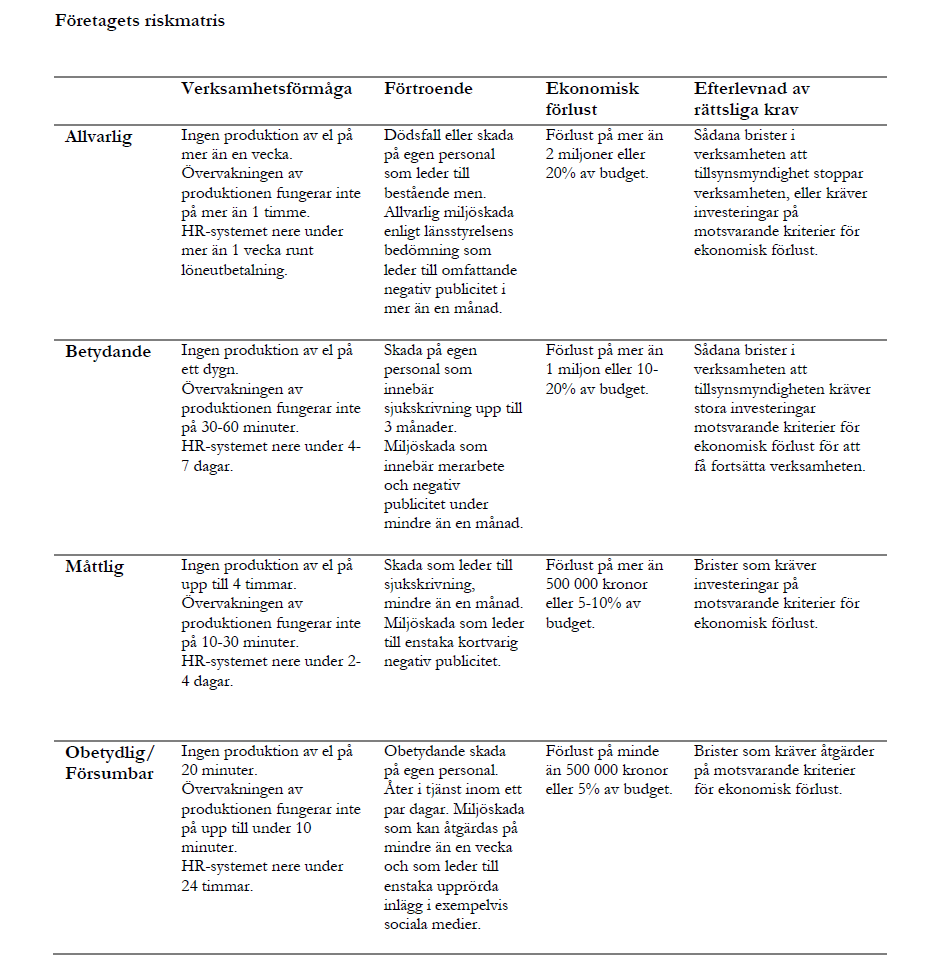 Företagets riskmatris
Verksamhetsförmåga
Förtroende
Ekonomisk
förlust
Efterlevnad av
rättsliga krav
Allvarlig
Ingen produktion av el på
mer än en vecka.
Övervakningen av
produktionen fungerar inte
på mer än 1 timme.
HR-systemet nere under
mer än 1 vecka runt
löneutbetalning.
Dödsfall eller skada
på egen personal
som leder till
bestående men.
Allvarlig miljöskada
enligt länsstyrelsens
bedömning som
leder till omfattande
negativ publicitet i
mer än en månad.
Förlust på mer än
2 miljoner eller
20% av budget.
Sådana brister i
verksamheten att
tillsynsmyndighet stoppar
verksamheten, eller kräver
investeringar på
motsvarande kriterier för
ekonomisk förlust.
Betydande
Ingen produktion av el på
ett dygn.
Övervakningen av
produktionen fungerar inte
på 30-60 minuter.
HR-systemet nere under 4-
7 dagar.
Skada på egen
personal som
innebär
sjukskrivning upp till
3 månader.
Miljöskada som
innebär merarbete
och negativ
publicitet under
mindre än en månad.
Förlust på mer än
1 miljon eller 10-
20% av budget.
Sådana brister i
verksamheten att
tillsynsmyndigheten kräver
stora investeringar
motsvarande kriterier för
ekonomisk förlust för att
få fortsätta verksamheten.
Måttlig
Ingen produktion av el på
upp till 4 timmar.
Övervakningen av
produktionen fungerar inte
på 10-30 minuter.
HR-systemet nere under 2-
4 dagar.
Skada som leder till
sjukskrivning,
mindre än en månad.
Miljöskada som leder
till enstaka kortvarig
negativ publicitet.
Förlust på mer än
500 000 kronor
eller 5-10% av
budget.
Brister som kräver
investeringar på
motsvarande kriterier för
ekonomisk förlust.
Obetydlig/
Försumbar
Ingen produktion av el på
20 minuter.
Övervakningen av
produktionen fungerar inte
på upp till under 10
minuter.
HR-systemet nere under
24 timmar.
Obetydande skada
på egen personal.
Åter i tjänst inom ett
par dagar. Miljöskada
som kan åtgärdas på
mindre än en vecka
och som leder till
enstaka upprörda
inlägg i exempelvis
sociala medier.
Förlust på minde
än 500 000 kronor
eller 5% av budget.
Brister som kräver åtgärder
på motsvarande kriterier
för ekonomisk förlust.